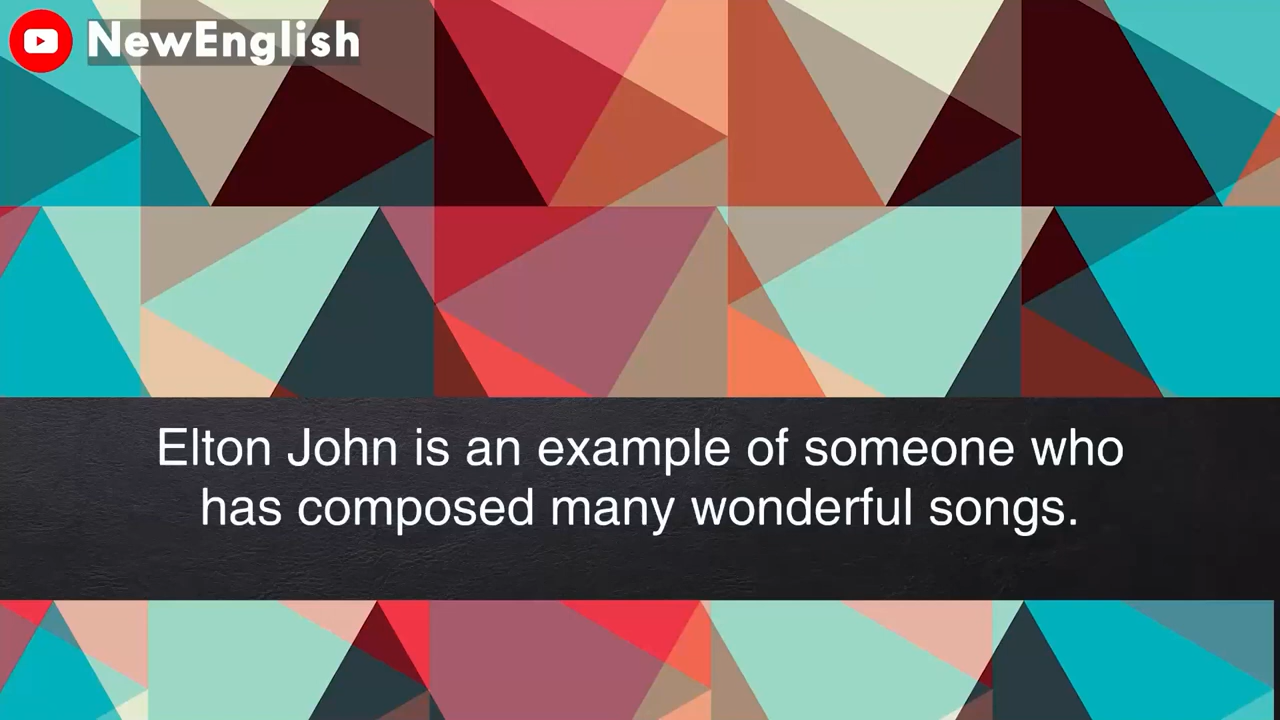 NewEnglish
Elton John is an example of someone who
has composed many wonderful songs.